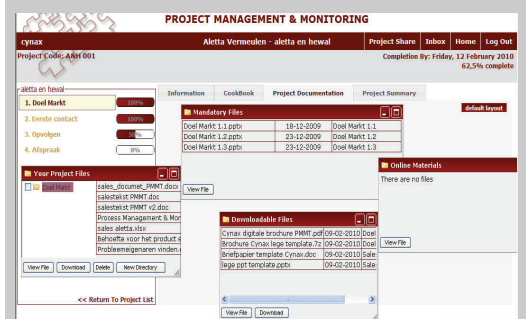 PROJECT MANAGEMENT & MONITORING
cynax
Aletta Vermeulen - aletta en hewal
Project Share Inbox Home Log Out
Project Code: ARH 001
Completion By: Friday, 12 February 2010
62,5% complete
aletta en hewal
1. Doel Markt 100%
2. Eerste contact 100%
3. Opvolgen 50%
4. Afspraak 0%
Information CookBook Project Documentation Project Summary
default layout
Mandatory Files
Doel Markt 1.1.pptx 18-12-2009 Doel Markt 1.1
Doel Markt 1.2.pptx 23-12-2009 Doel Markt 1.2
Doel Markt 1.3.pptx 23-12-2009 Doel Markt 1.3
View File
Online Materials
There are no files
View File
Your Project Files
Doel Markt
sales_documet_PMMT.docx
salestekst PMMT.doc
salestekst PMMT v2.doc
Process Management & Mor
sales aletta.xlsx
Behoefte voor het product e
Probleemeigenaren vinden.
View File Download Delete New Directory
Downloadable Files
Cynax digitale brochure PMMT.pdf 09-02-2010 Doel
Brochure Cynax lege template.7z 09-02-2010 Doel
Briefpapier template Cynax.doc 09-02-2010 Sale
lege ppt template.pptx 09-02-2010 Sale
View File Download
<< Return To Project List